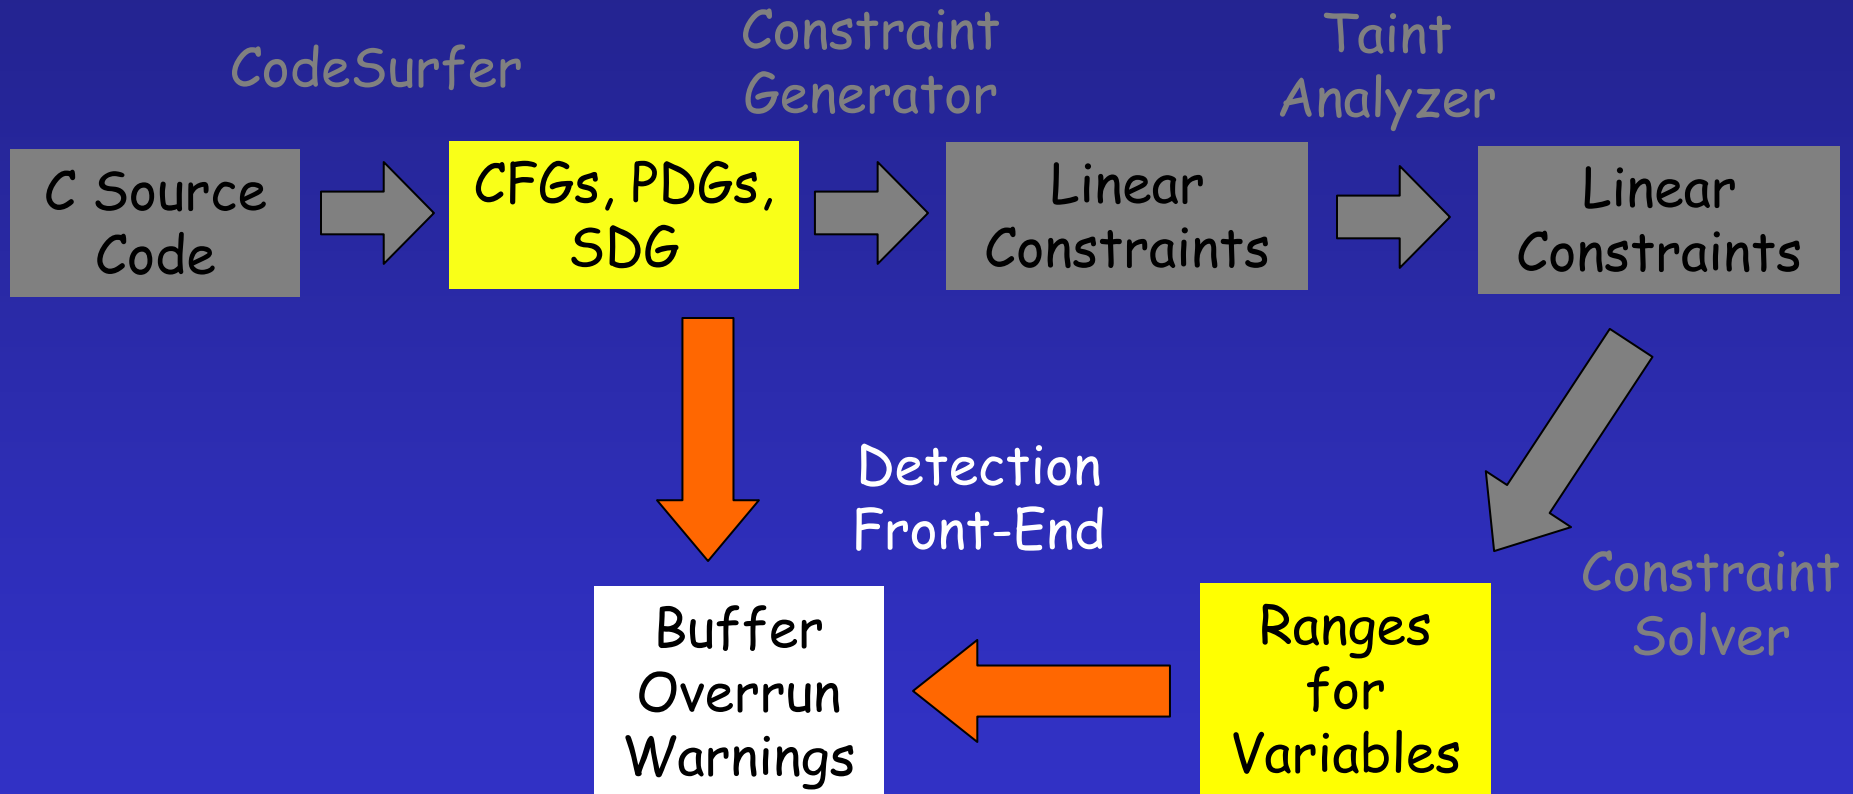 CodeSurfer
Constraint
Generator
Taint
Analyzer
C Source
Code
CFGs, PDGs,
SDG
Linear
Constraints
Linear
Constraints
Detection
Front-End
Constraint
Solver
Buffer
Overrun
Warnings
Ranges
for
Variables